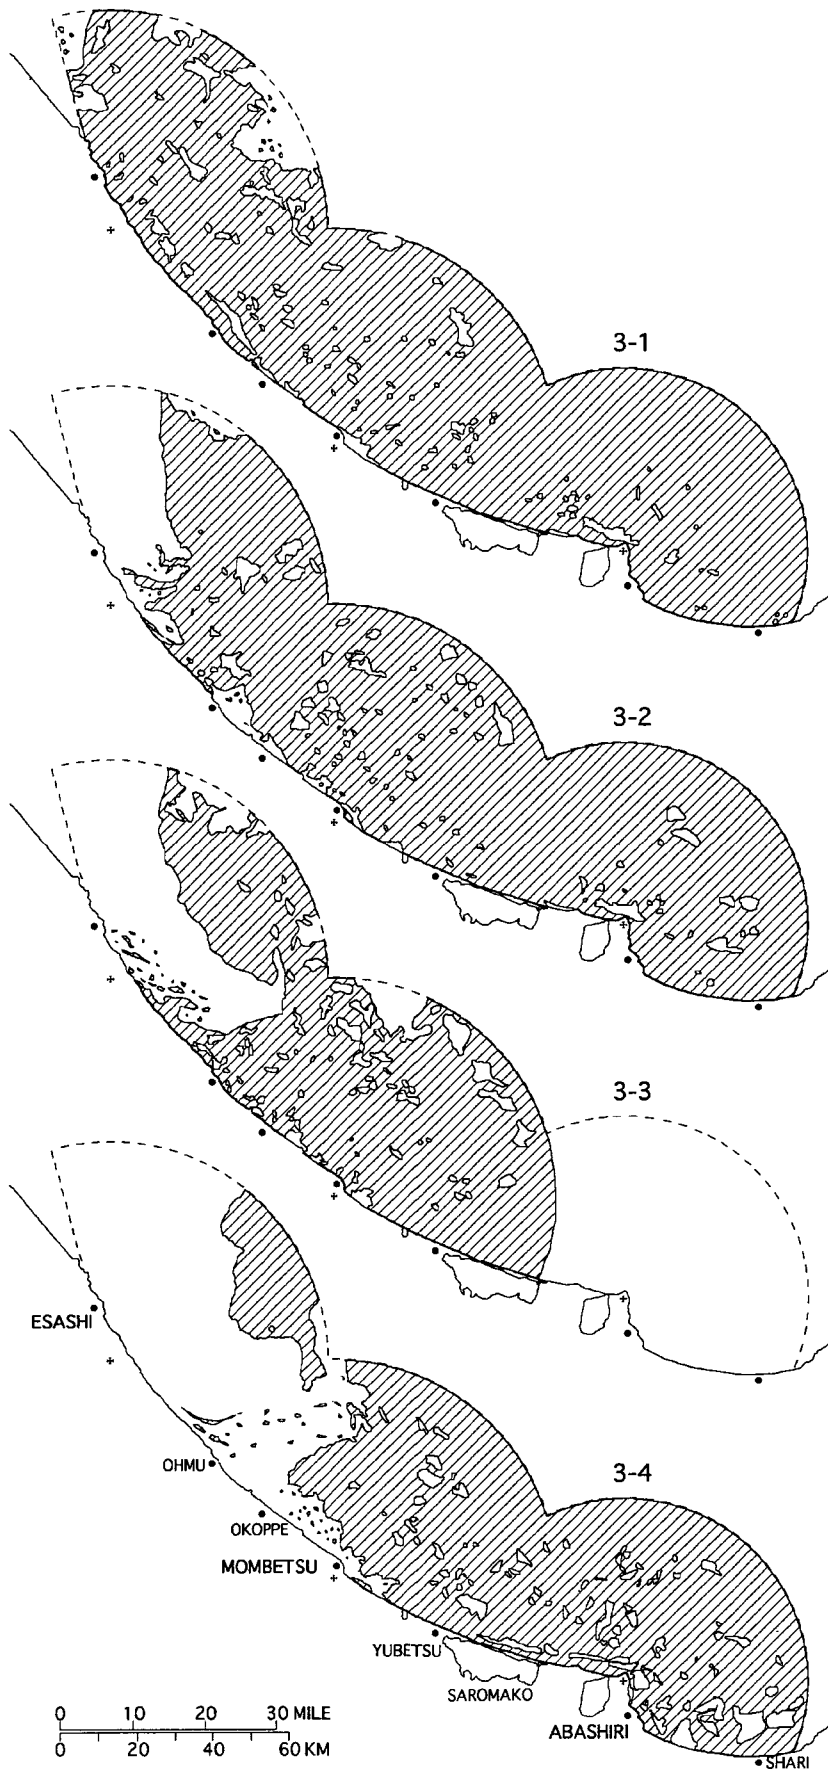 3-1
3-2
3-3
ESASHI
OHMU
3-4
OKOPPE
MOMBETSU
YUBETSU
SAROMAKO
ABASHIRI
SHARI
0 10 20 30 MILE
0 20 40 60 KM